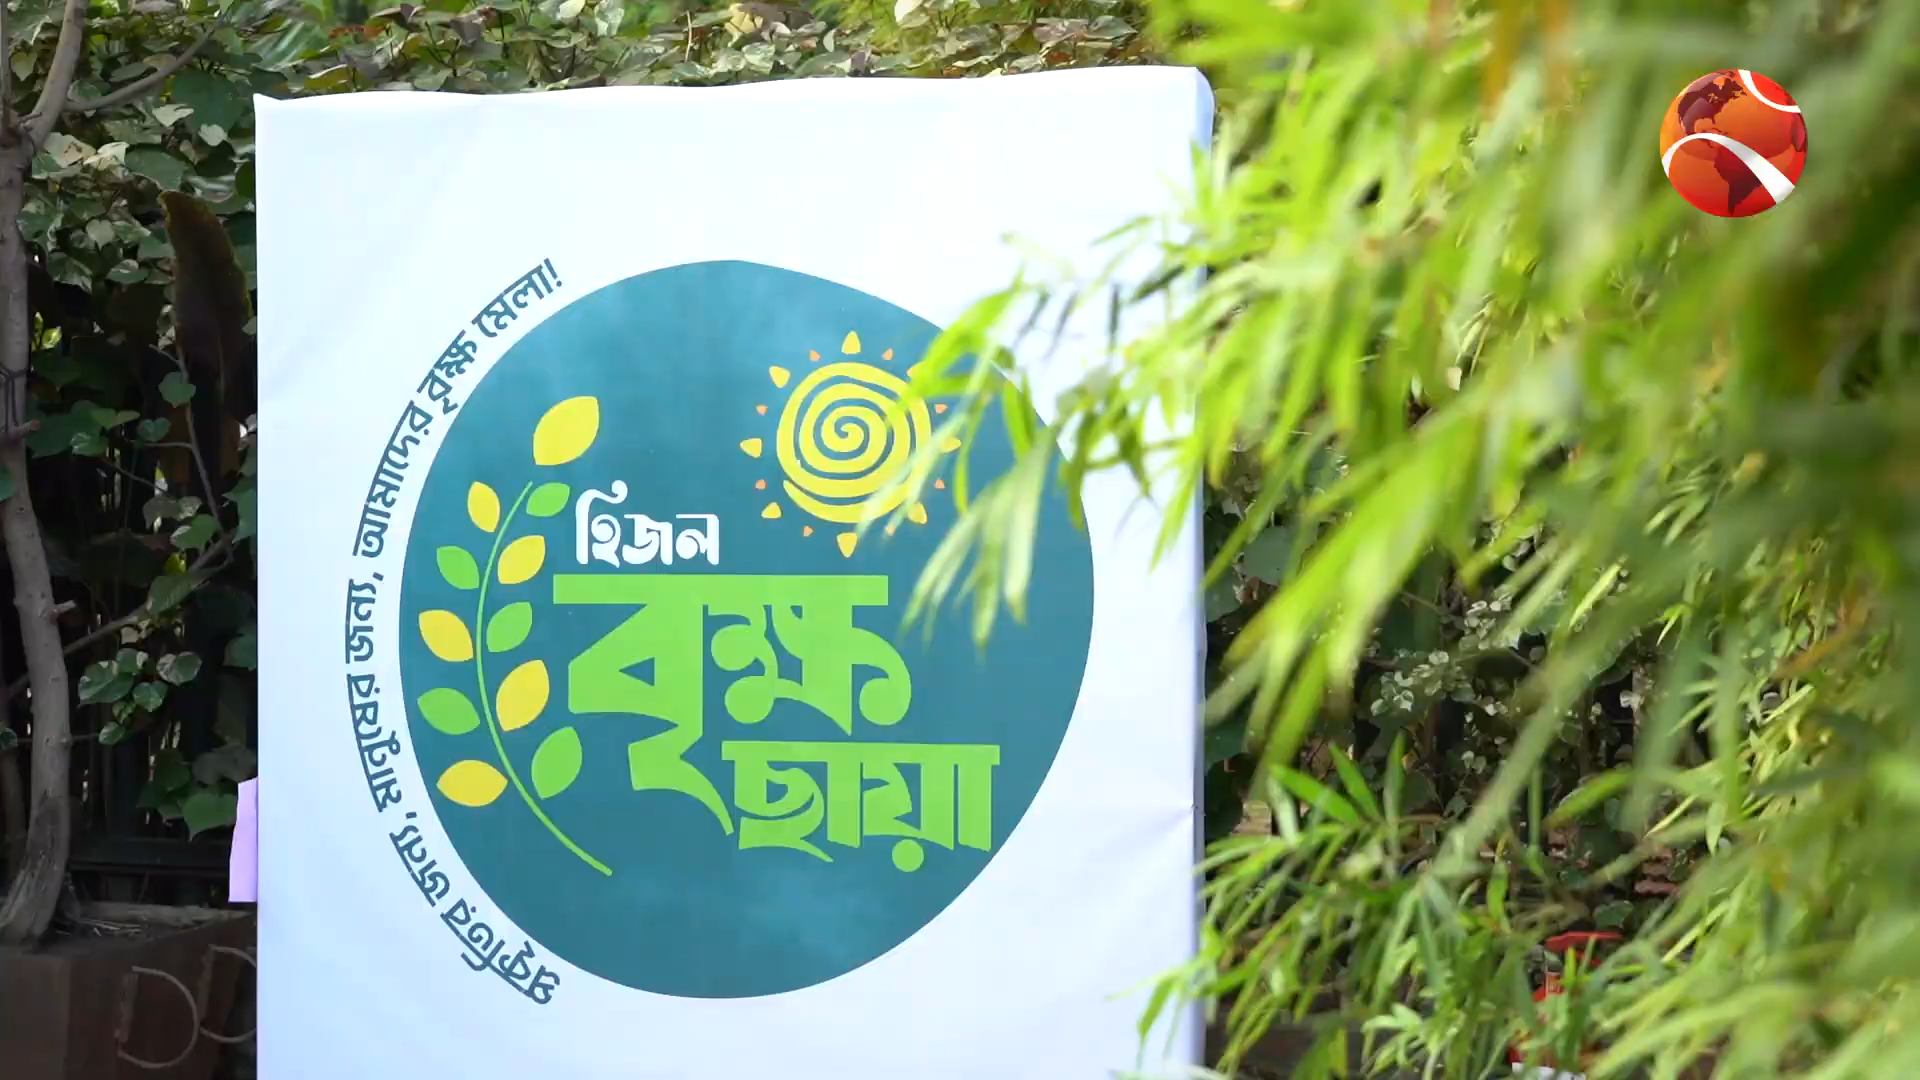 প্রকৃতির জন্য, মাটির জন্য, আমাদের বৃক্ষ মেলা!
হিজল
বৃক্ষ
ছায়া